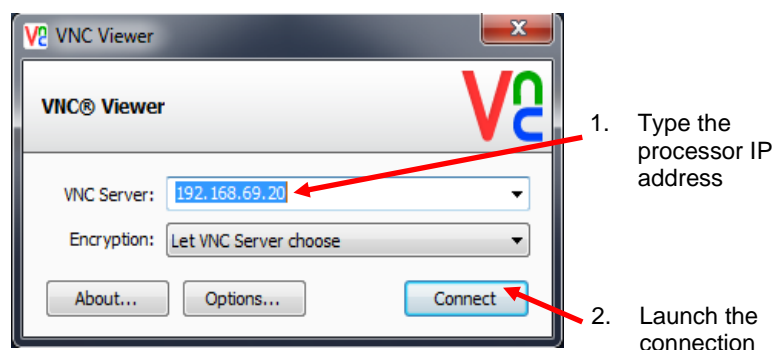 VNC Viewer
VNC® Viewer
VNC
1. Type the
processor IP
address
VNC Server: 192.168.69.20
Encryption: Let VNC Server choose
About... Options... Connect
2. Launch the
connection